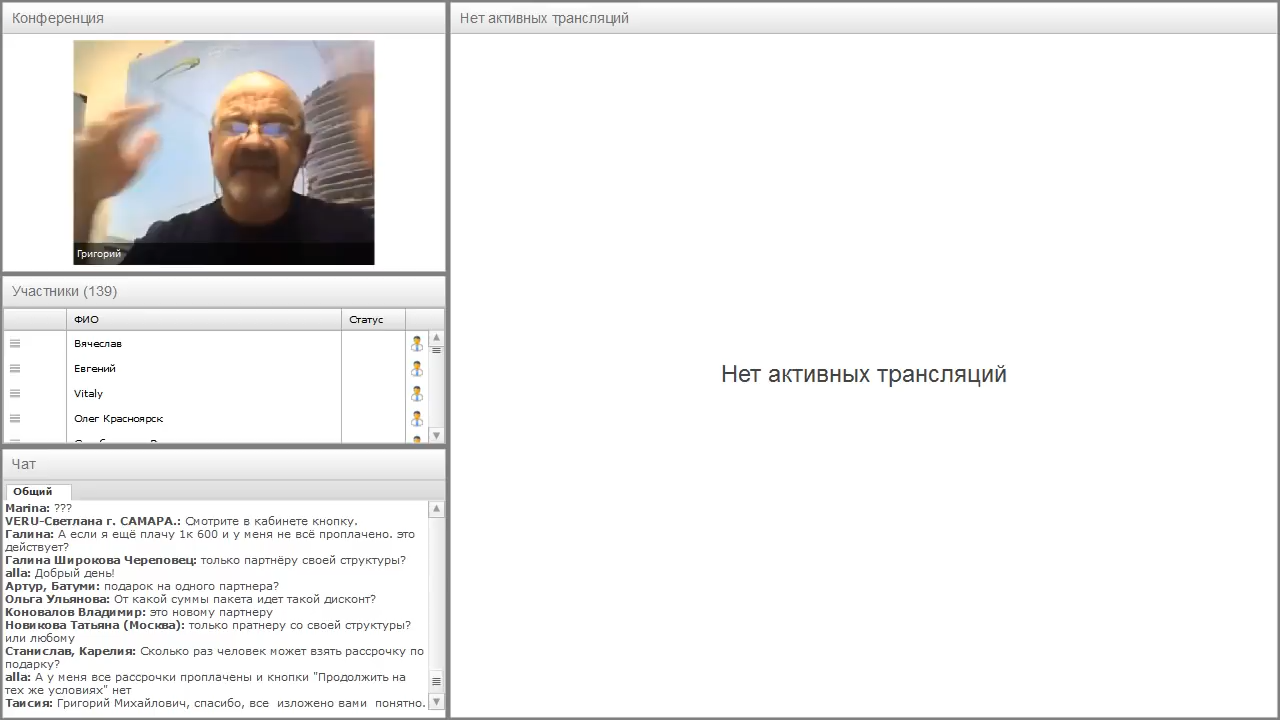 Конференция
Нет активных трансляций
Григорий
Участники (139)
ФИО
Статус
Вячеслав
Евгений
Vitaly
Олег Красноярск
Нет активных трансляций
Чат
Общий
Marina: ???
VERU-Светлана г. САМАРА.: Смотрите в кабинете кнопку.
Галина: А если я ещё плачу 1к 600 и у меня не всё проплачено. это
действует?
Галина Широкова Череповец: только партнёру своей структуры?
alla: Добрый день!
Артур, Батуми: подарок на одного партнера?
Ольга Ульянова: От какой суммы пакета идет такой дисконт?
Коновалов Владимир: это новому партнеру
Новикова Татьяна (Москва): только пратнеру со своей структуры?
или любому
Станислав, Карелия: Сколько раз человек может взять рассрочку по
подарку?
alla: А у меня все рассрочки проплачены и кнопки "Продолжить на
тех же условиях" нет
Таисия: Григорий Михайлович, спасибо, все изложено вами понятно.